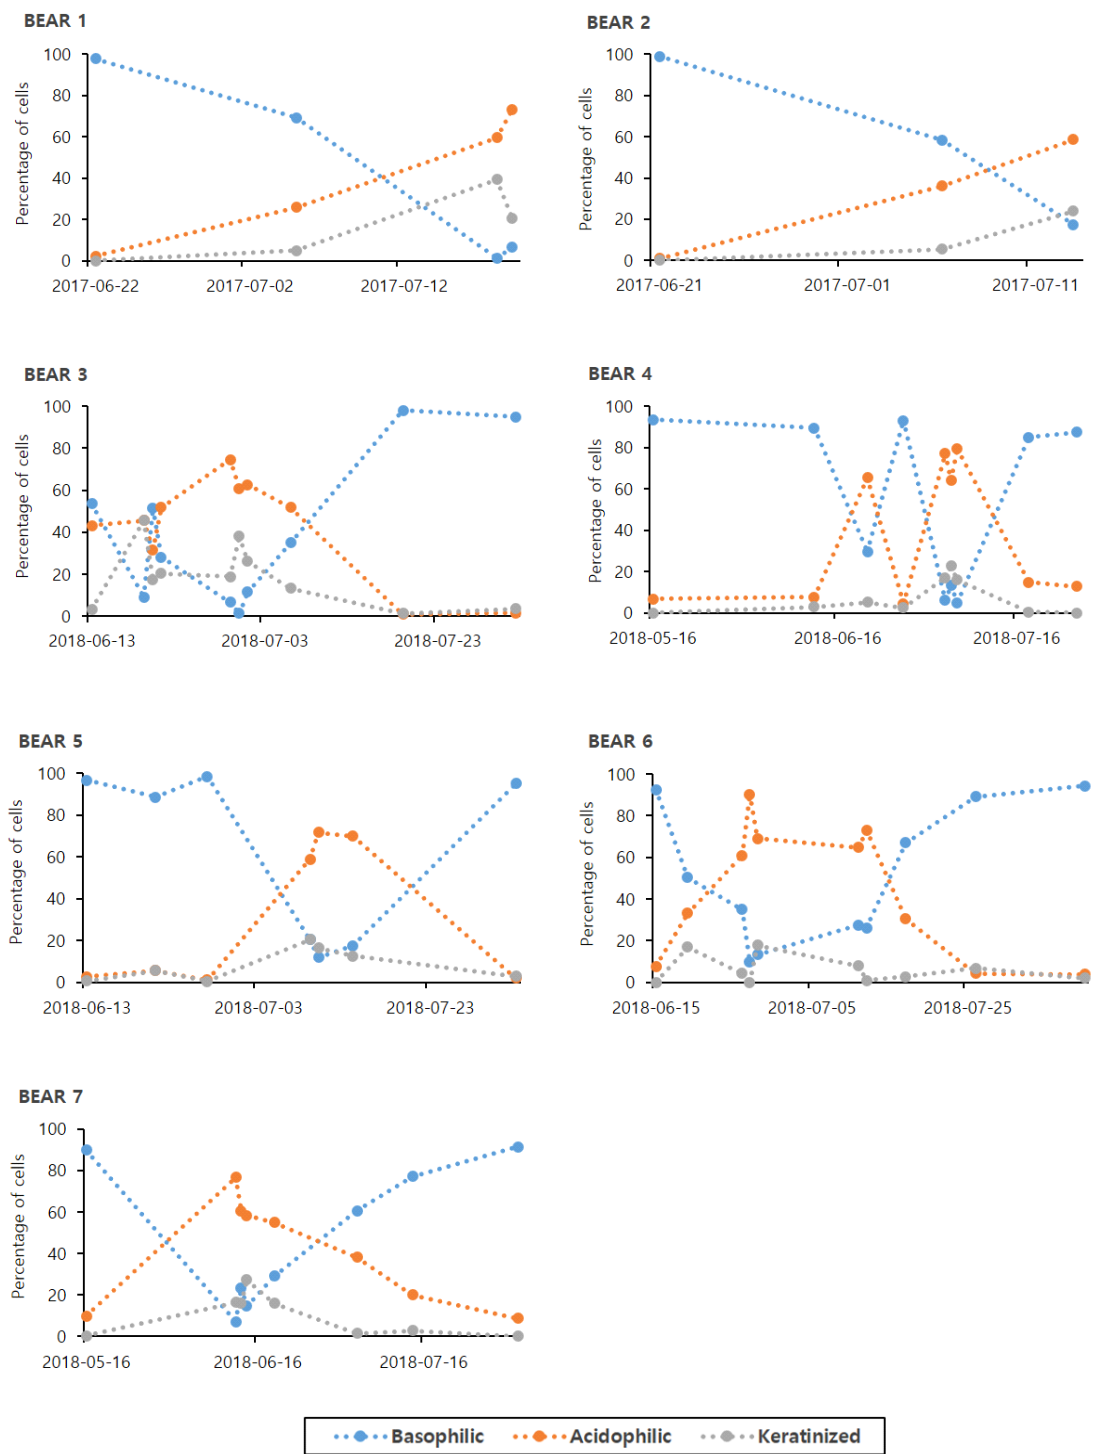 BEAR 1
Percentage of cells
100
80
60
40
20
0
2017-06-22 2017-07-02 2017-07-12
BEAR 2
Percentage of cells
100
80
60
40
20
0
2017-06-21 2017-07-01 2017-07-11
BEAR 3
Percentage of cells
100
80
60
40
20
0
2018-06-13 2018-07-03 2018-07-23
BEAR 4
Percentage of cells
100
80
60
40
20
0
2018-05-16 2018-06-16 2018-07-16
BEAR 5
Percentage of cells
100
80
60
40
20
0
2018-06-13 2018-07-03 2018-07-23
BEAR 6
Percentage of cells
100
80
60
40
20
0
2018-06-15 2018-07-05 2018-07-25
BEAR 7
Percentage of cells
100
80
60
40
20
0
2018-05-16 2018-06-16 2018-07-16
Basophilic Acidophilic Keratinized